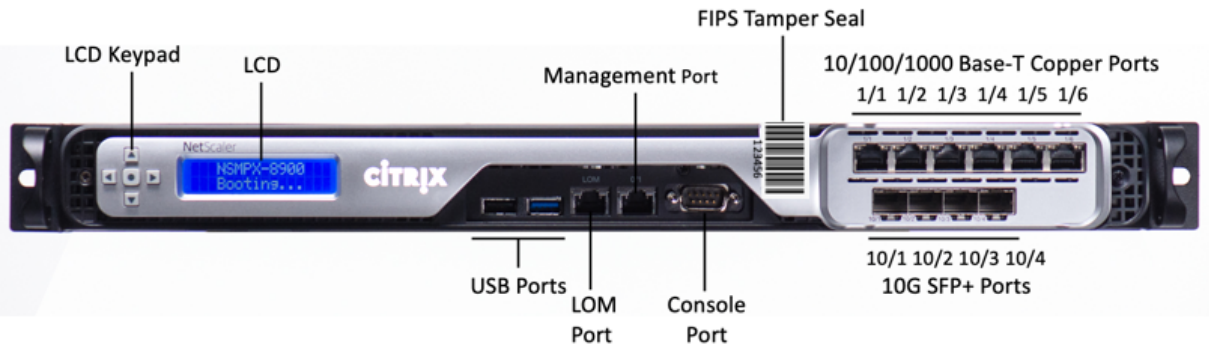 FIPS Tamper Seal
LCD Keypad
LCD
Management Port
10/100/1000 Base-T Copper Ports
1/1 1/2 1/3 1/4 1/5 1/6
NetScaler
NSMPX-8900
Booting...
CITRIX
LOM
123456
10/1 10/2 10/3 10/4
10G SFP+ Ports
USB Ports
LOM
Port
Console
Port